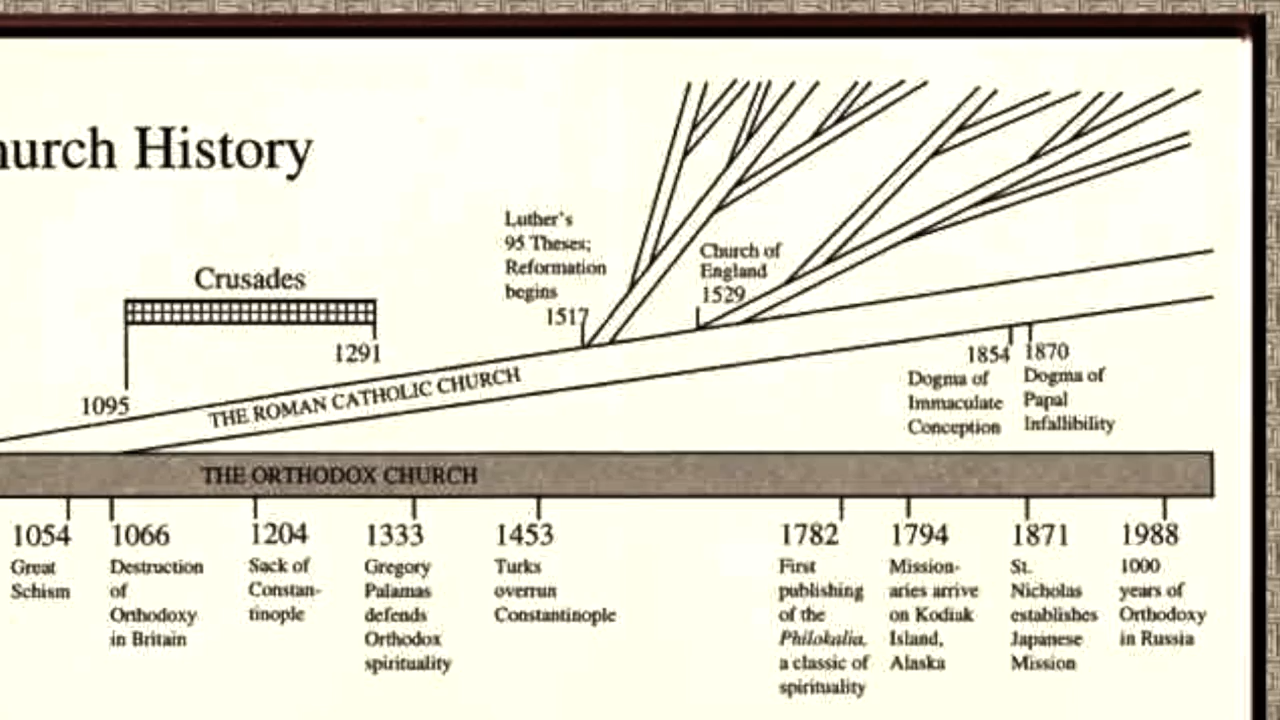 hurch History
Luther's
95 Theses;
Reformation
begins
1517
Church of
England
1529
Crusades
1291
1095
THE ROMAN CATHOLIC CHURCH
1854
Dogma of
Immaculate
Conception
1870
Dogma of
Papal
Infallibility
THE ORTHODOX CHURCH
1054
Great
Schism
1066
Destruction
of
Orthodoxy
in Britain
1204
Sack of
Constan-
tinople
1333
Gregory
Palamas
defends
Orthodox
spirituality
1453
Turks
overrun
Constantinople
1782
First
publishing
of the
Philokalia,
a classic of
spirituality
1794
Mission-
aries arrive
on Kodiak
Island,
Alaska
1871
St.
Nicholas
establishes
Japanese
Mission
1988
1000
years of
Orthodoxy
in Russia